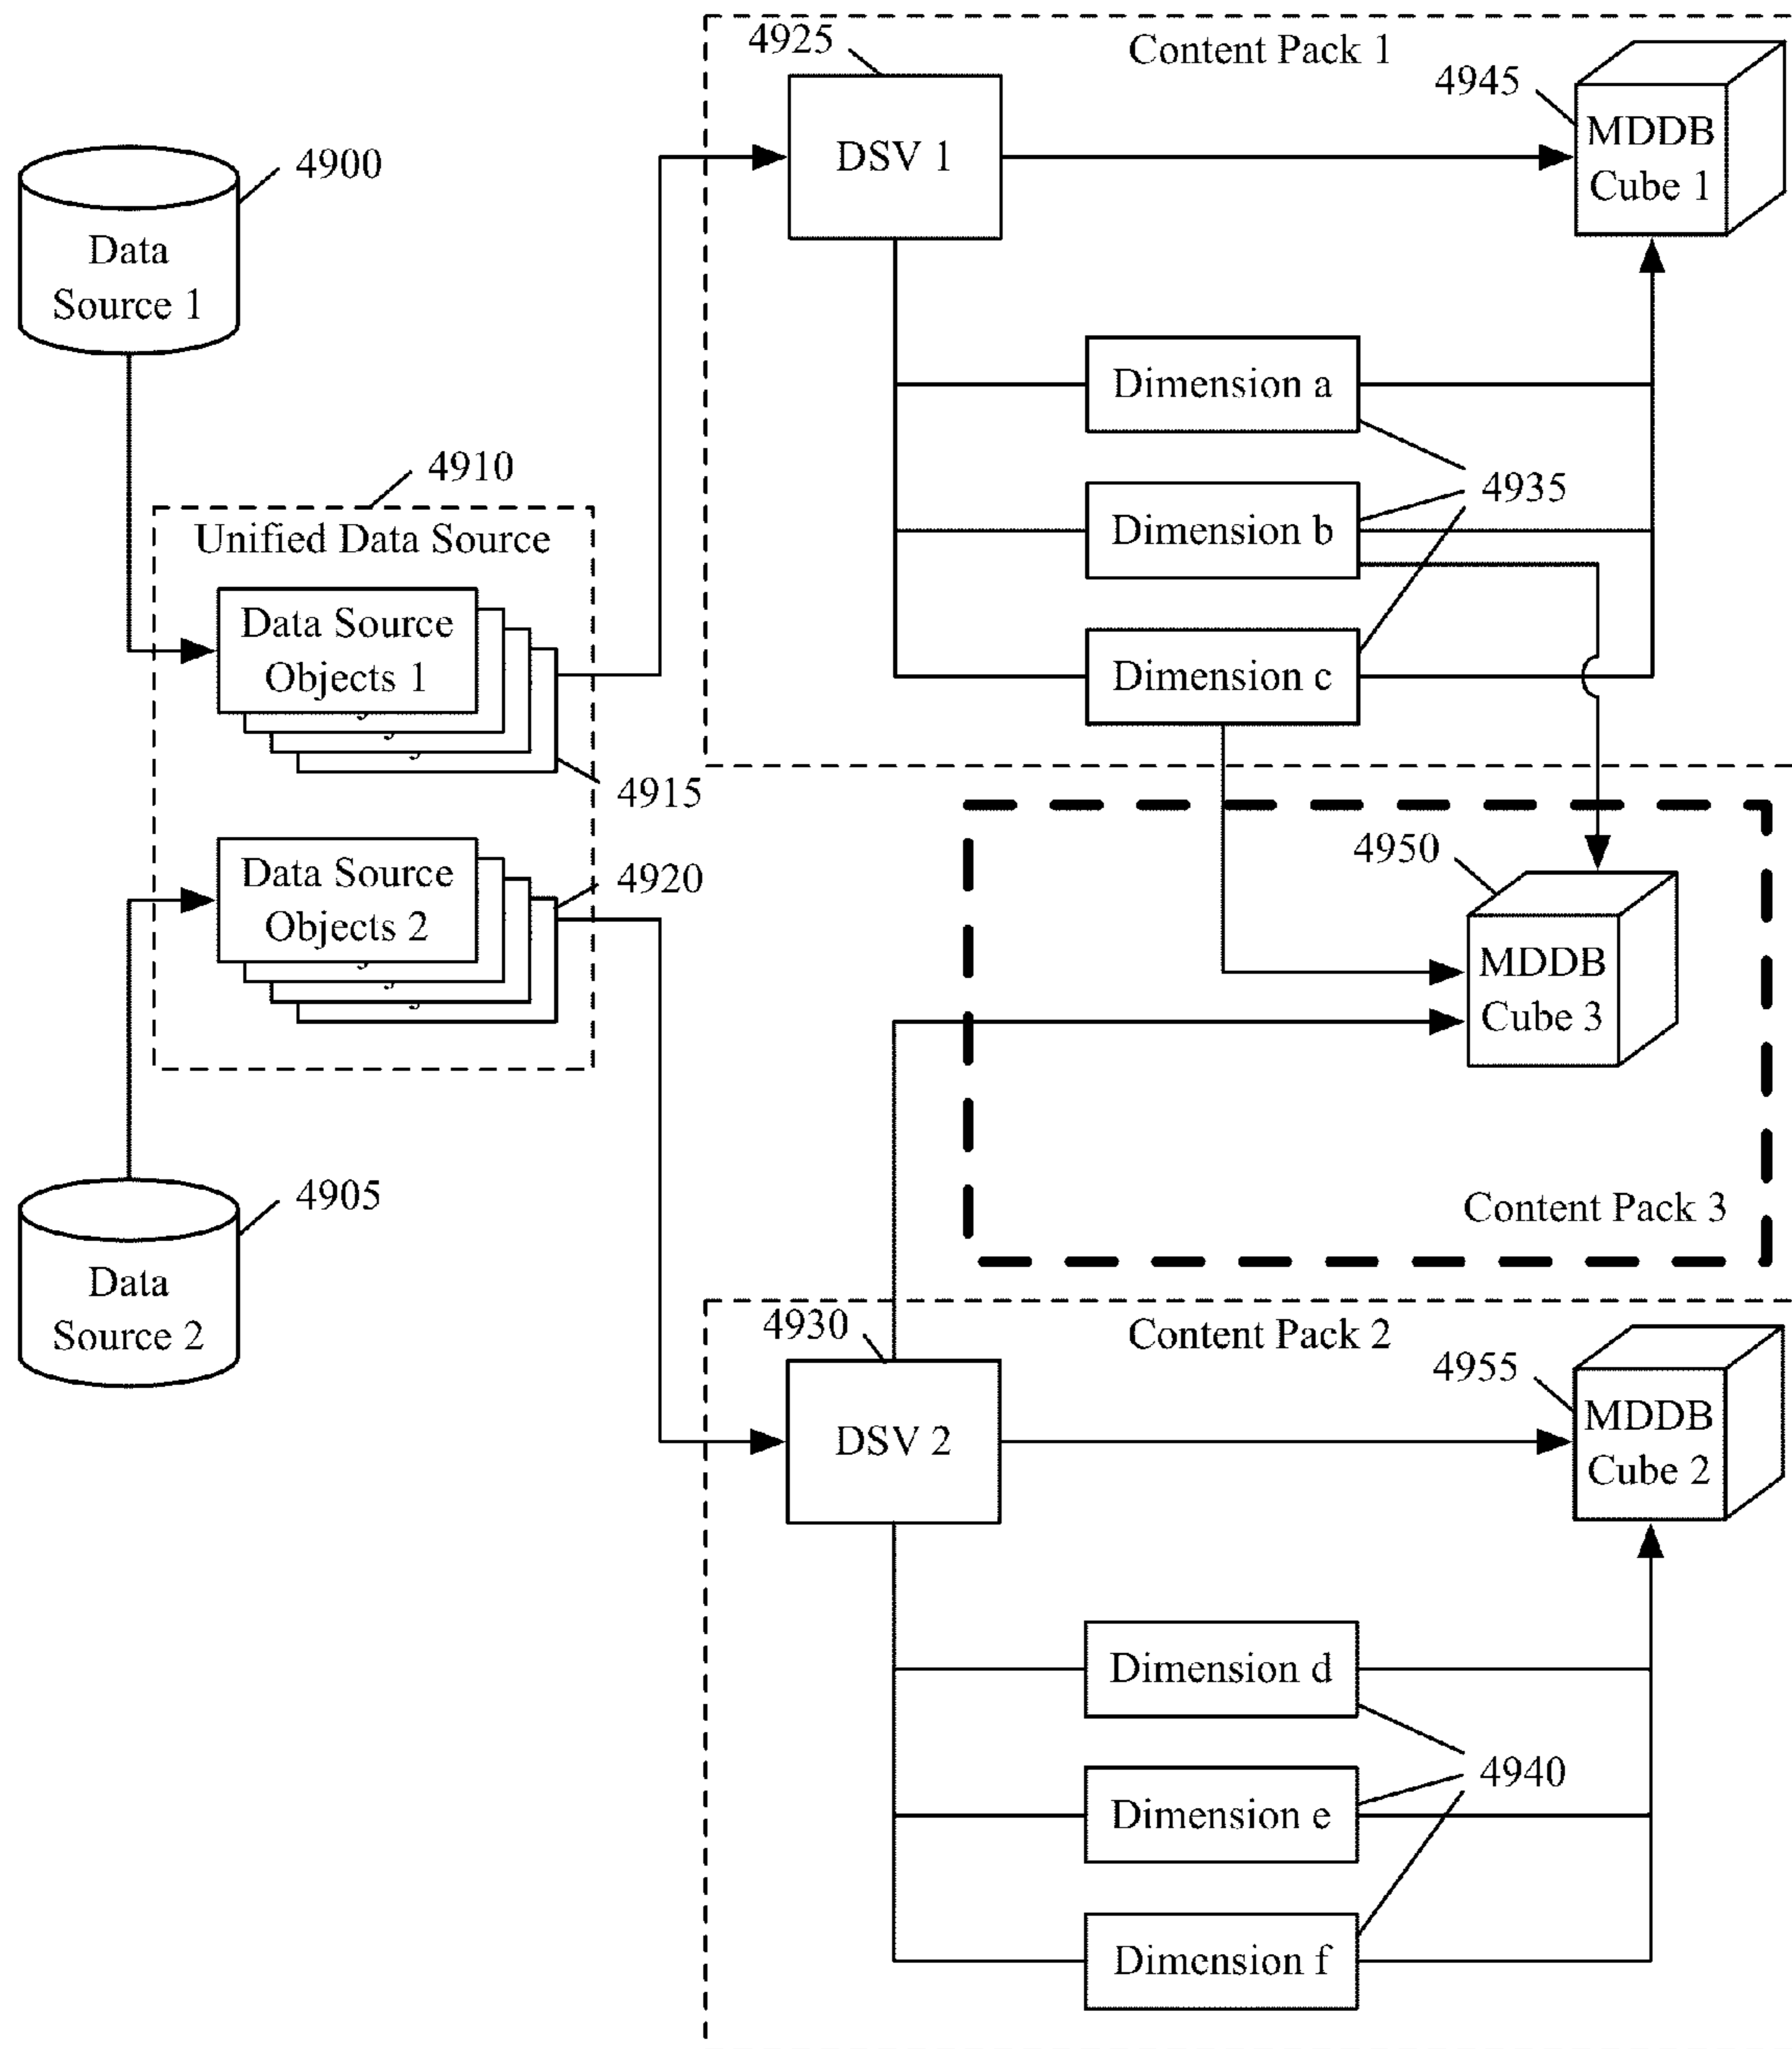 4925
Content Pack 1
4945
MDDB
Cube 1
DSV 1
4900
Data
Source 1
Dimension a
4910
4935
Unified Data Source
Dimension b
Data Source
Objects 1
Dimension c
4915
4950
Data Source
Objects 2
4920
MDDB
Cube 3
4905
Content Pack 3
Data
Source 2
4930
Content Pack 2
4955
MDDB
Cube 2
DSV 2
Dimension d
4940
Dimension e
Dimension f